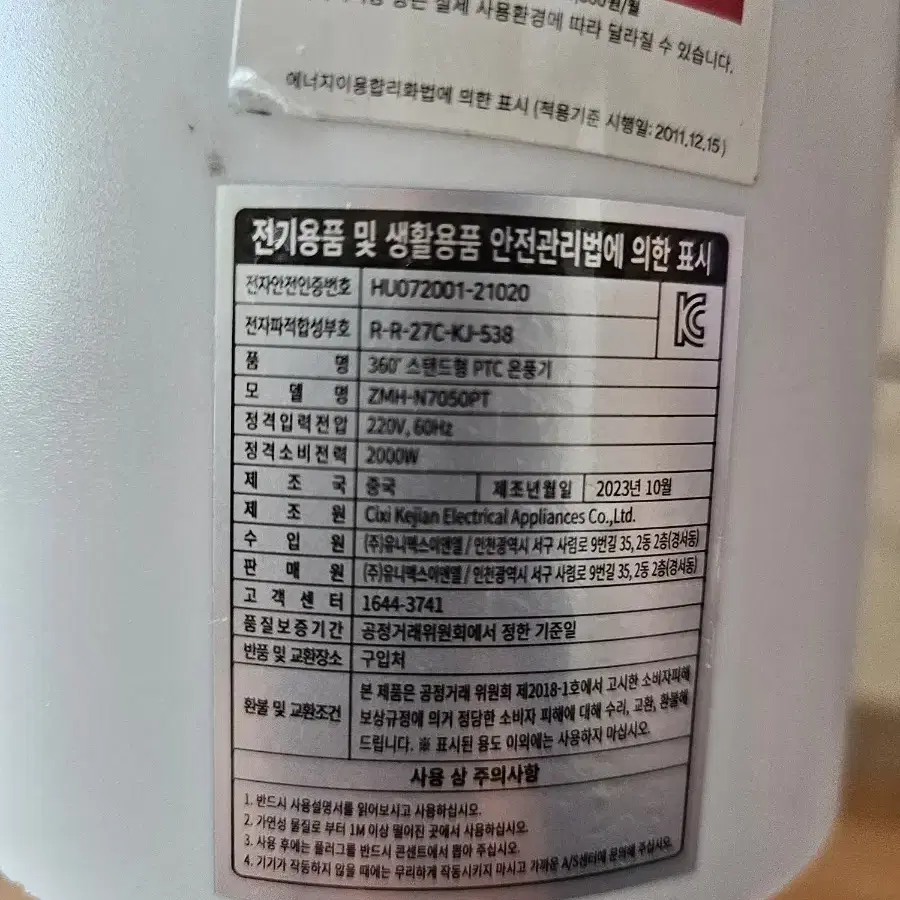 원/월
실제 사용환경에 따라 달라질 수 있습니다.
에너지이용합리화법에 의한 표시 (적용기준 시행일: 2011.12.15)
전기용품 및 생활용품 안전관리법에 의한 표시
전자안전인증번호 HU072001-21020
전자파적합성부호 R-R-27C-KJ-538
품 명 360° 스탠드형 PTC 온풍기
모 델 명 ZMH-N7050PT
정격입력전압 220V, 60Hz
정격소비전력 2000W
제 조 국 중국 제조년월일 2023년 10월
제 조 원 Cixi Kejian Electrical Appliances Co.,Ltd.
수 입 원 (주)유니맥스이앤엘 / 인천광역시 서구 사렴로 9번길 35, 2동 2층(경서동)
판 매 원 (주)유니맥스이앤엘 / 인천광역시 서구 사렴로 9번길 35, 2동 2층(경서동)
고객센터 1644-3741
품질보증기간 공정거래위원회에서 정한 기준일
반품 및 교환장소 구입처
환불 및 교환조건 본 제품은 공정거래 위원회 제2018-1호에서 고시한 소비자피해
보상규정에 의거 정당한 소비자 피해에 대해 수리, 교환, 환불해
드립니다. ※ 표시된 용도 이외에는 사용하지 마십시오.
사용 상 주의사항
1. 반드시 사용설명서를 읽어보시고 사용하십시오.
2. 가연성 물질로 부터 1M 이상 떨어진 곳에서 사용하십시오.
3. 사용 후에는 플러그를 반드시 콘센트에서 뽑아 주십시오.
4. 기기가 작동하지 않을 때에는 무리하게 작동시키지 마시고 가까운 A/S센터에 문의해 주십시오.